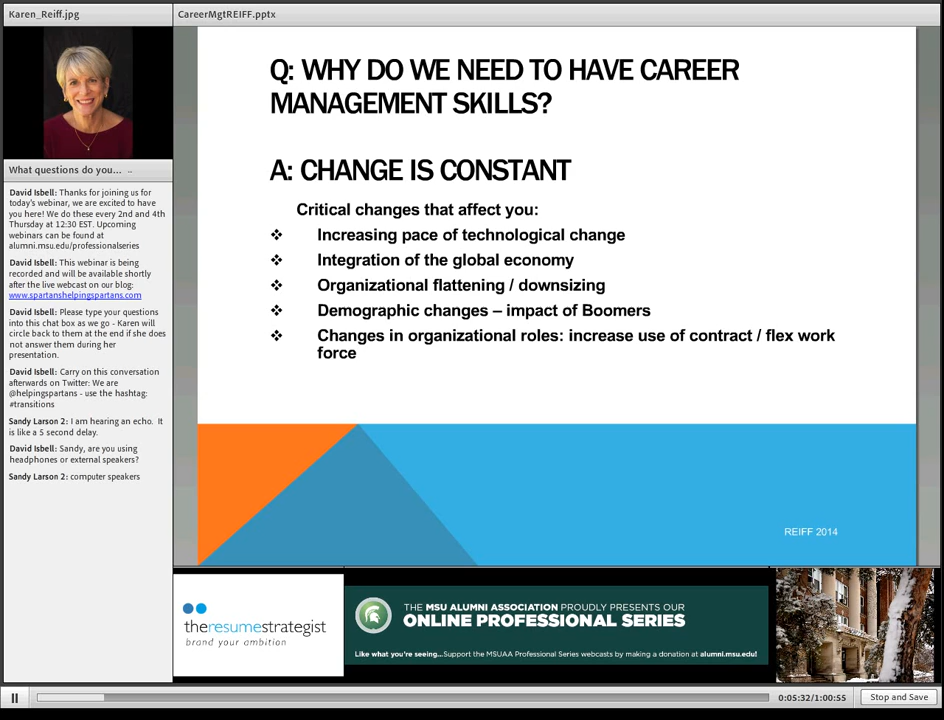 Karen_Reiff.jpg
CareerMgtREIFF.pptx
What questions do you... ..
David Isbell: Thanks for joining us for
today's webinar, we are excited to have
you here! We do these every 2nd and 4th
Thursday at 12:30 EST. Upcoming
webinars can be found at
alumni.msu.edu/professionalseries
David Isbell: This webinar is being
recorded and will be available shortly
after the live webcast on our blog:
www.spartanshelpingspartans.com
David Isbell: Please type your questions
into this chat box as we go - Karen will
circle back to them at the end if she does
not answer them during her
presentation.
David Isbell: Carry on this conversation
afterwards on Twitter: We are
@helpingspartans - use the hashtag:
#transitions
Sandy Larson 2: I am hearing an echo. It
is like a 5 second delay.
David Isbell: Sandy, are you using
headphones or external speakers?
Sandy Larson 2: computer speakers
Q: WHY DO WE NEED TO HAVE CAREER
MANAGEMENT SKILLS?
A: CHANGE IS CONSTANT
Critical changes that affect you:
❖ Increasing pace of technological change
❖ Integration of the global economy
❖ Organizational flattening / downsizing
❖ Demographic changes – impact of Boomers
❖ Changes in organizational roles: increase use of contract / flex work
force
REIFF 2014
theresumestrategist
brand your ambition
THE MSU ALUMNI ASSOCIATION PROUDLY PRESENTS OUR
ONLINE PROFESSIONAL SERIES
Like what you're seeing...Support the MSUAA Professional Series webcasts by making a donation at alumni.msu.edu!
0:05:32/1:00:55
Stop and Save